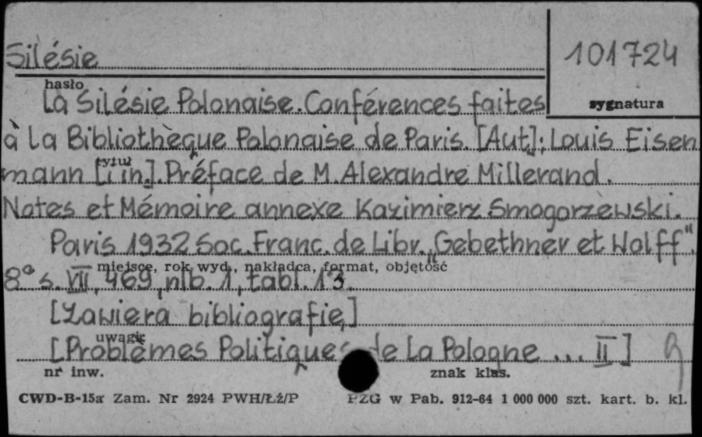 Silésie
101724
hasło
sygnatura
La Silésie Polonaise. Conférences faites
à la Bibliothèque Polonaise de Paris. [Aut]: Louis Eisen
tytuł
mann [i in]. Préface de M. Alexandre Millerand.
Notes et Mémoire annexe Kazimierz Smogorzewski.
Paris 1932 Soc. Franc. de Libr. „Gebethner et Wolff".
miejsce, rok wyd., nakładca, format, objętość
8° s. VII, 469, nlb. 1, tabl. 13.
[Zawiera bibliografię]
uwagi
[Problèmes Politiques de La Pologne ... II]
nr inw.
znak klas.
CWD-B-15a Zam. Nr 2924 PWH/Łź/P PZG w Pab. 912-64 1 000 000 szt. kart. b. kl.